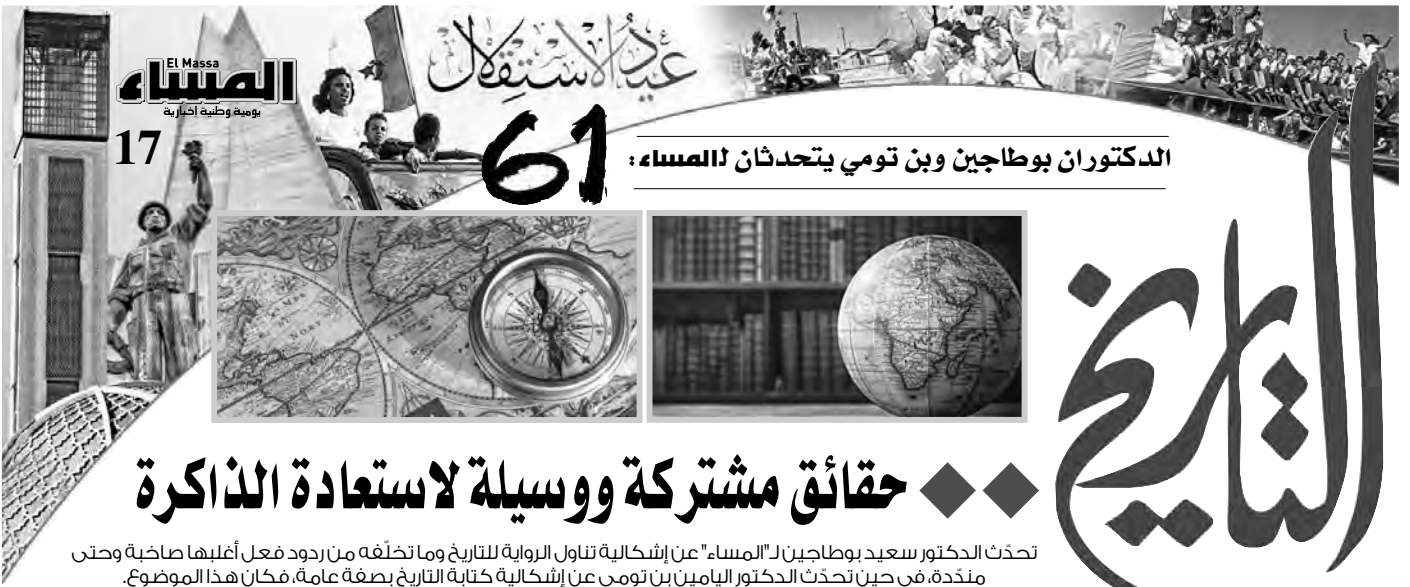 عيد الاستقلال
61
El Massa
المساء
يومية وطنية إخبارية
17
الدكتوران بوطاجين وبن تومي يتحدثان لـالمساء:
التاريخ
حقائق مشتركة ووسيلة لاستعادة الذاكرة
تحدّث الدكتور سعيد بوطاجين لـ"المساء" عن إشكالية تناول الرواية للتاريخ وما تخلّفه من ردود فعل أغلبها صاخبة وحتى
مندّدة، في حين تحدّث الدكتور اليامين بن تومي عن إشكالية كتابة التاريخ بصفة عامة، فكان هذا الموضوع.